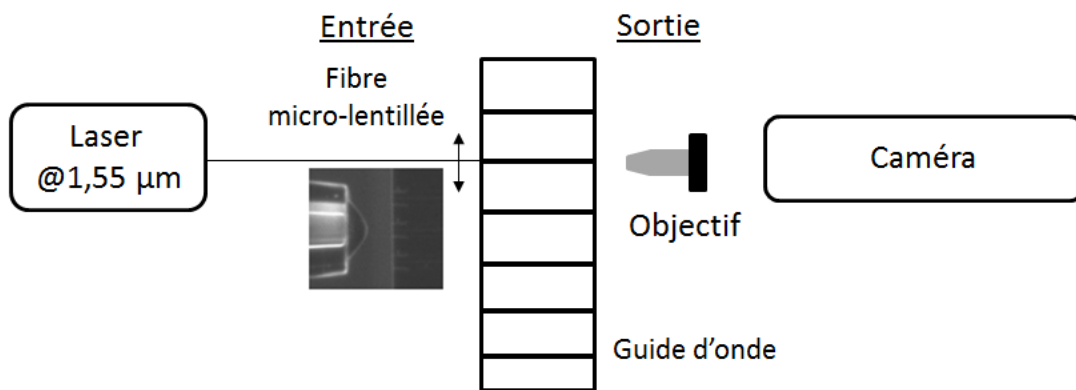 Entrée
Sortie
Fibre
micro-lentillée
Laser
@1,55 µm
Caméra
Objectif
Guide d'onde